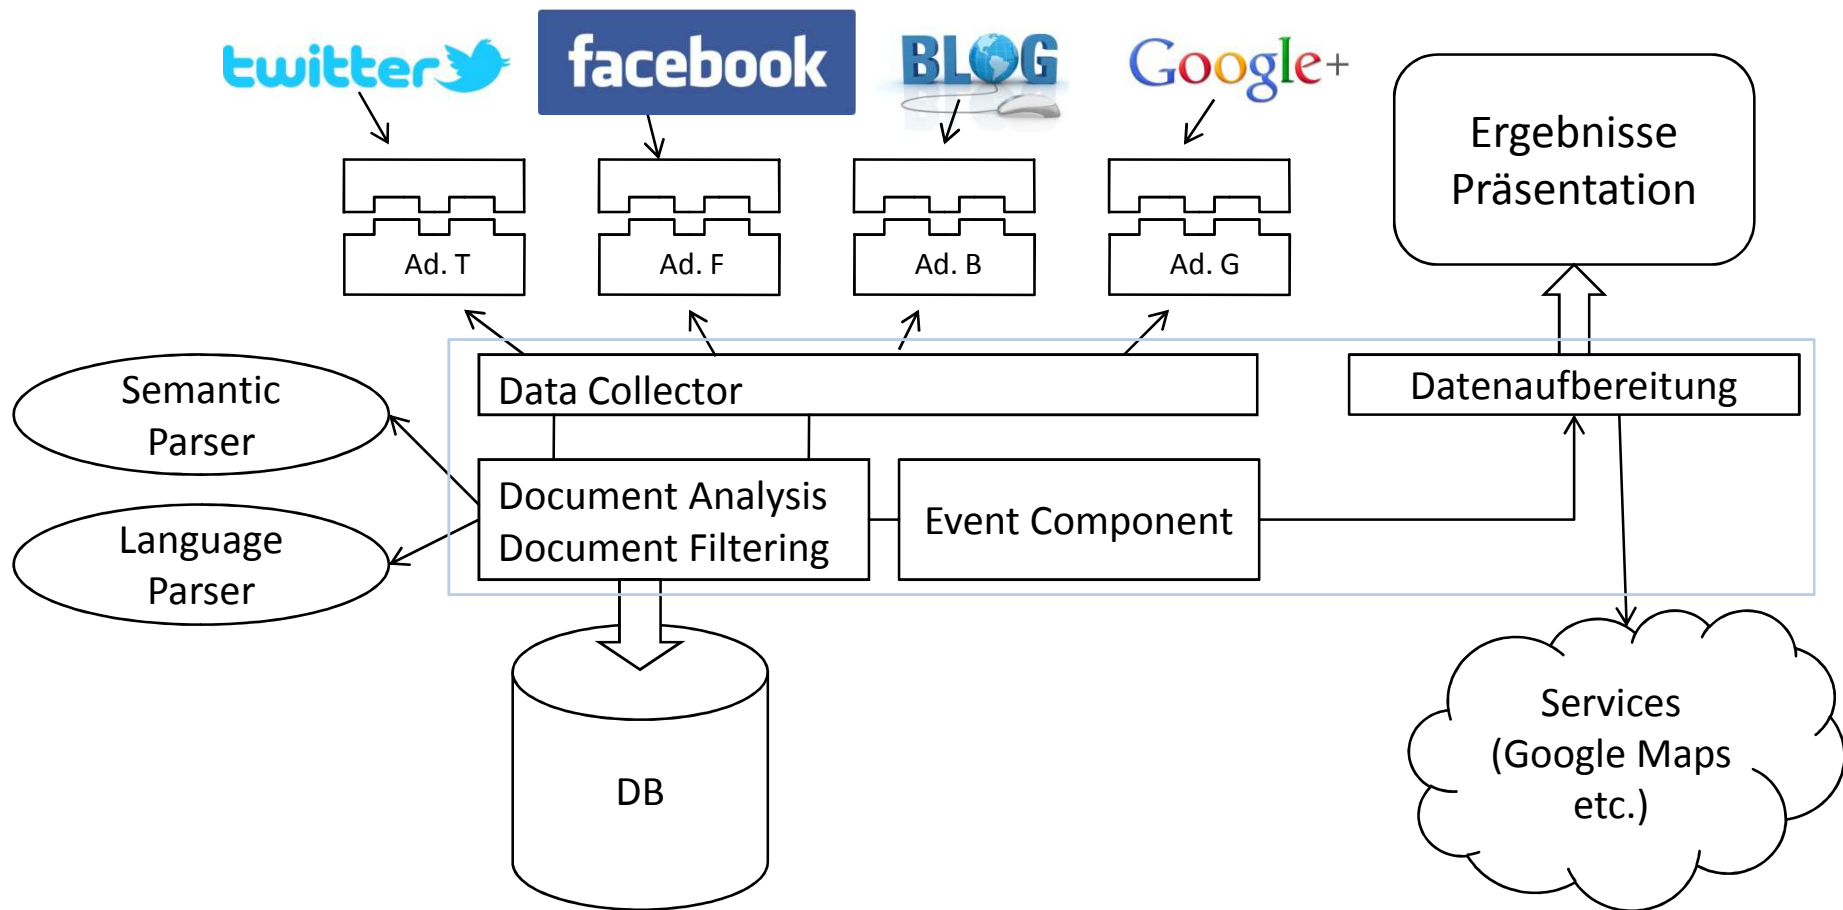 twitter
facebook
BLOG
Google+
Ergebnisse
Präsentation
Ad. T
Ad. F
Ad. B
Ad. G
Data Collector
Datenaufbereitung
Semantic
Parser
Document Analysis
Document Filtering
Event Component
Language
Parser
DB
Services
(Google Maps
etc.)